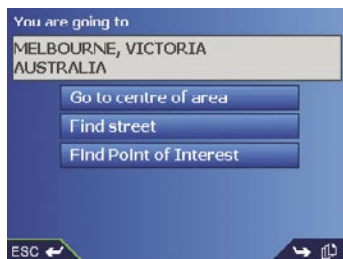 You are going to
MELBOURNE, VICTORIA
AUSTRALIA
Go to centre of area
Find street
Find Point of Interest
ESC